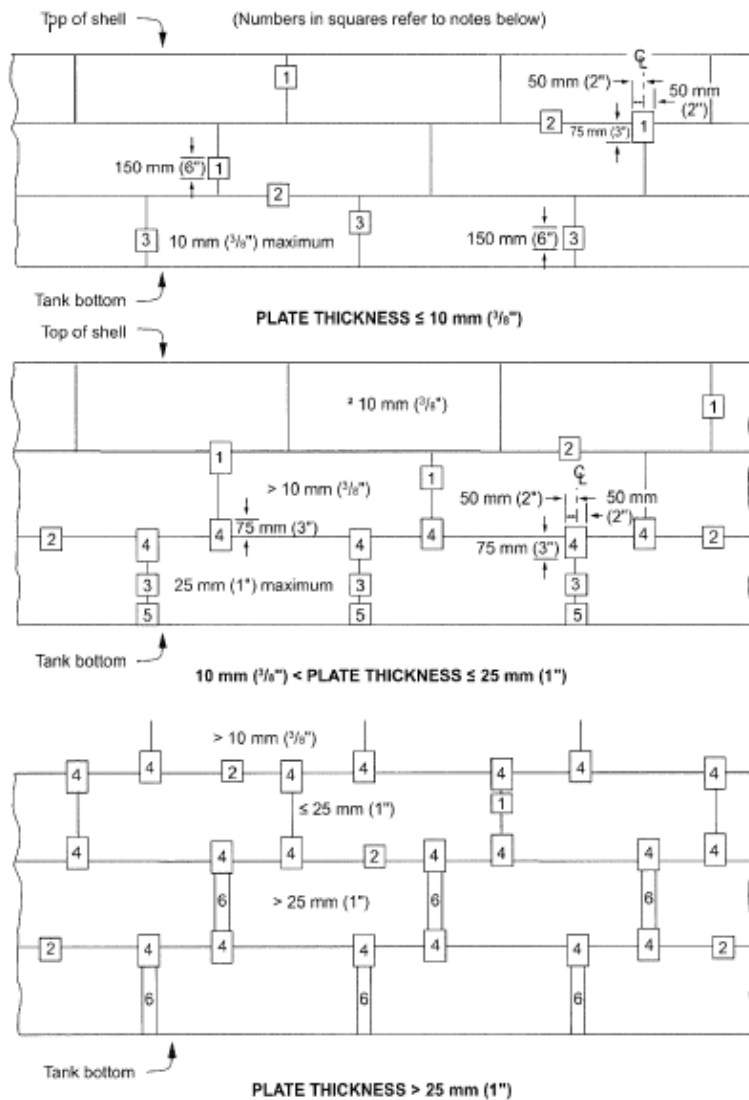 Top of shell (Numbers in squares refer to notes below)
℄
50 mm (2") 50 mm
(2")
1
2 1
75 mm (3")
150 mm (6") 1
2
3
3 10 mm (3/8") maximum 150 mm (6") 3
Tank bottom
PLATE THICKNESS ≤ 10 mm (3/8")
Top of shell
² 10 mm (3/8") 1
1 2
℄
> 10 mm (3/8") 1
50 mm (2") 50 mm
(2")
2 4 4 75 mm (3") 4 4 4 4 2
75 mm (3")
3 25 mm (1") maximum 3 3
5 5 5
Tank bottom
10 mm (3/8") < PLATE THICKNESS ≤ 25 mm (1")
> 10 mm (3/8")
4 4 2 4 4 4 4 4
≤ 25 mm (1") 1
4 4 4 2 4 4 4 4
6 > 25 mm (1") 6 6
2 4 4 4 4 4 4 2
6 6 6
Tank bottom
PLATE THICKNESS > 25 mm (1")